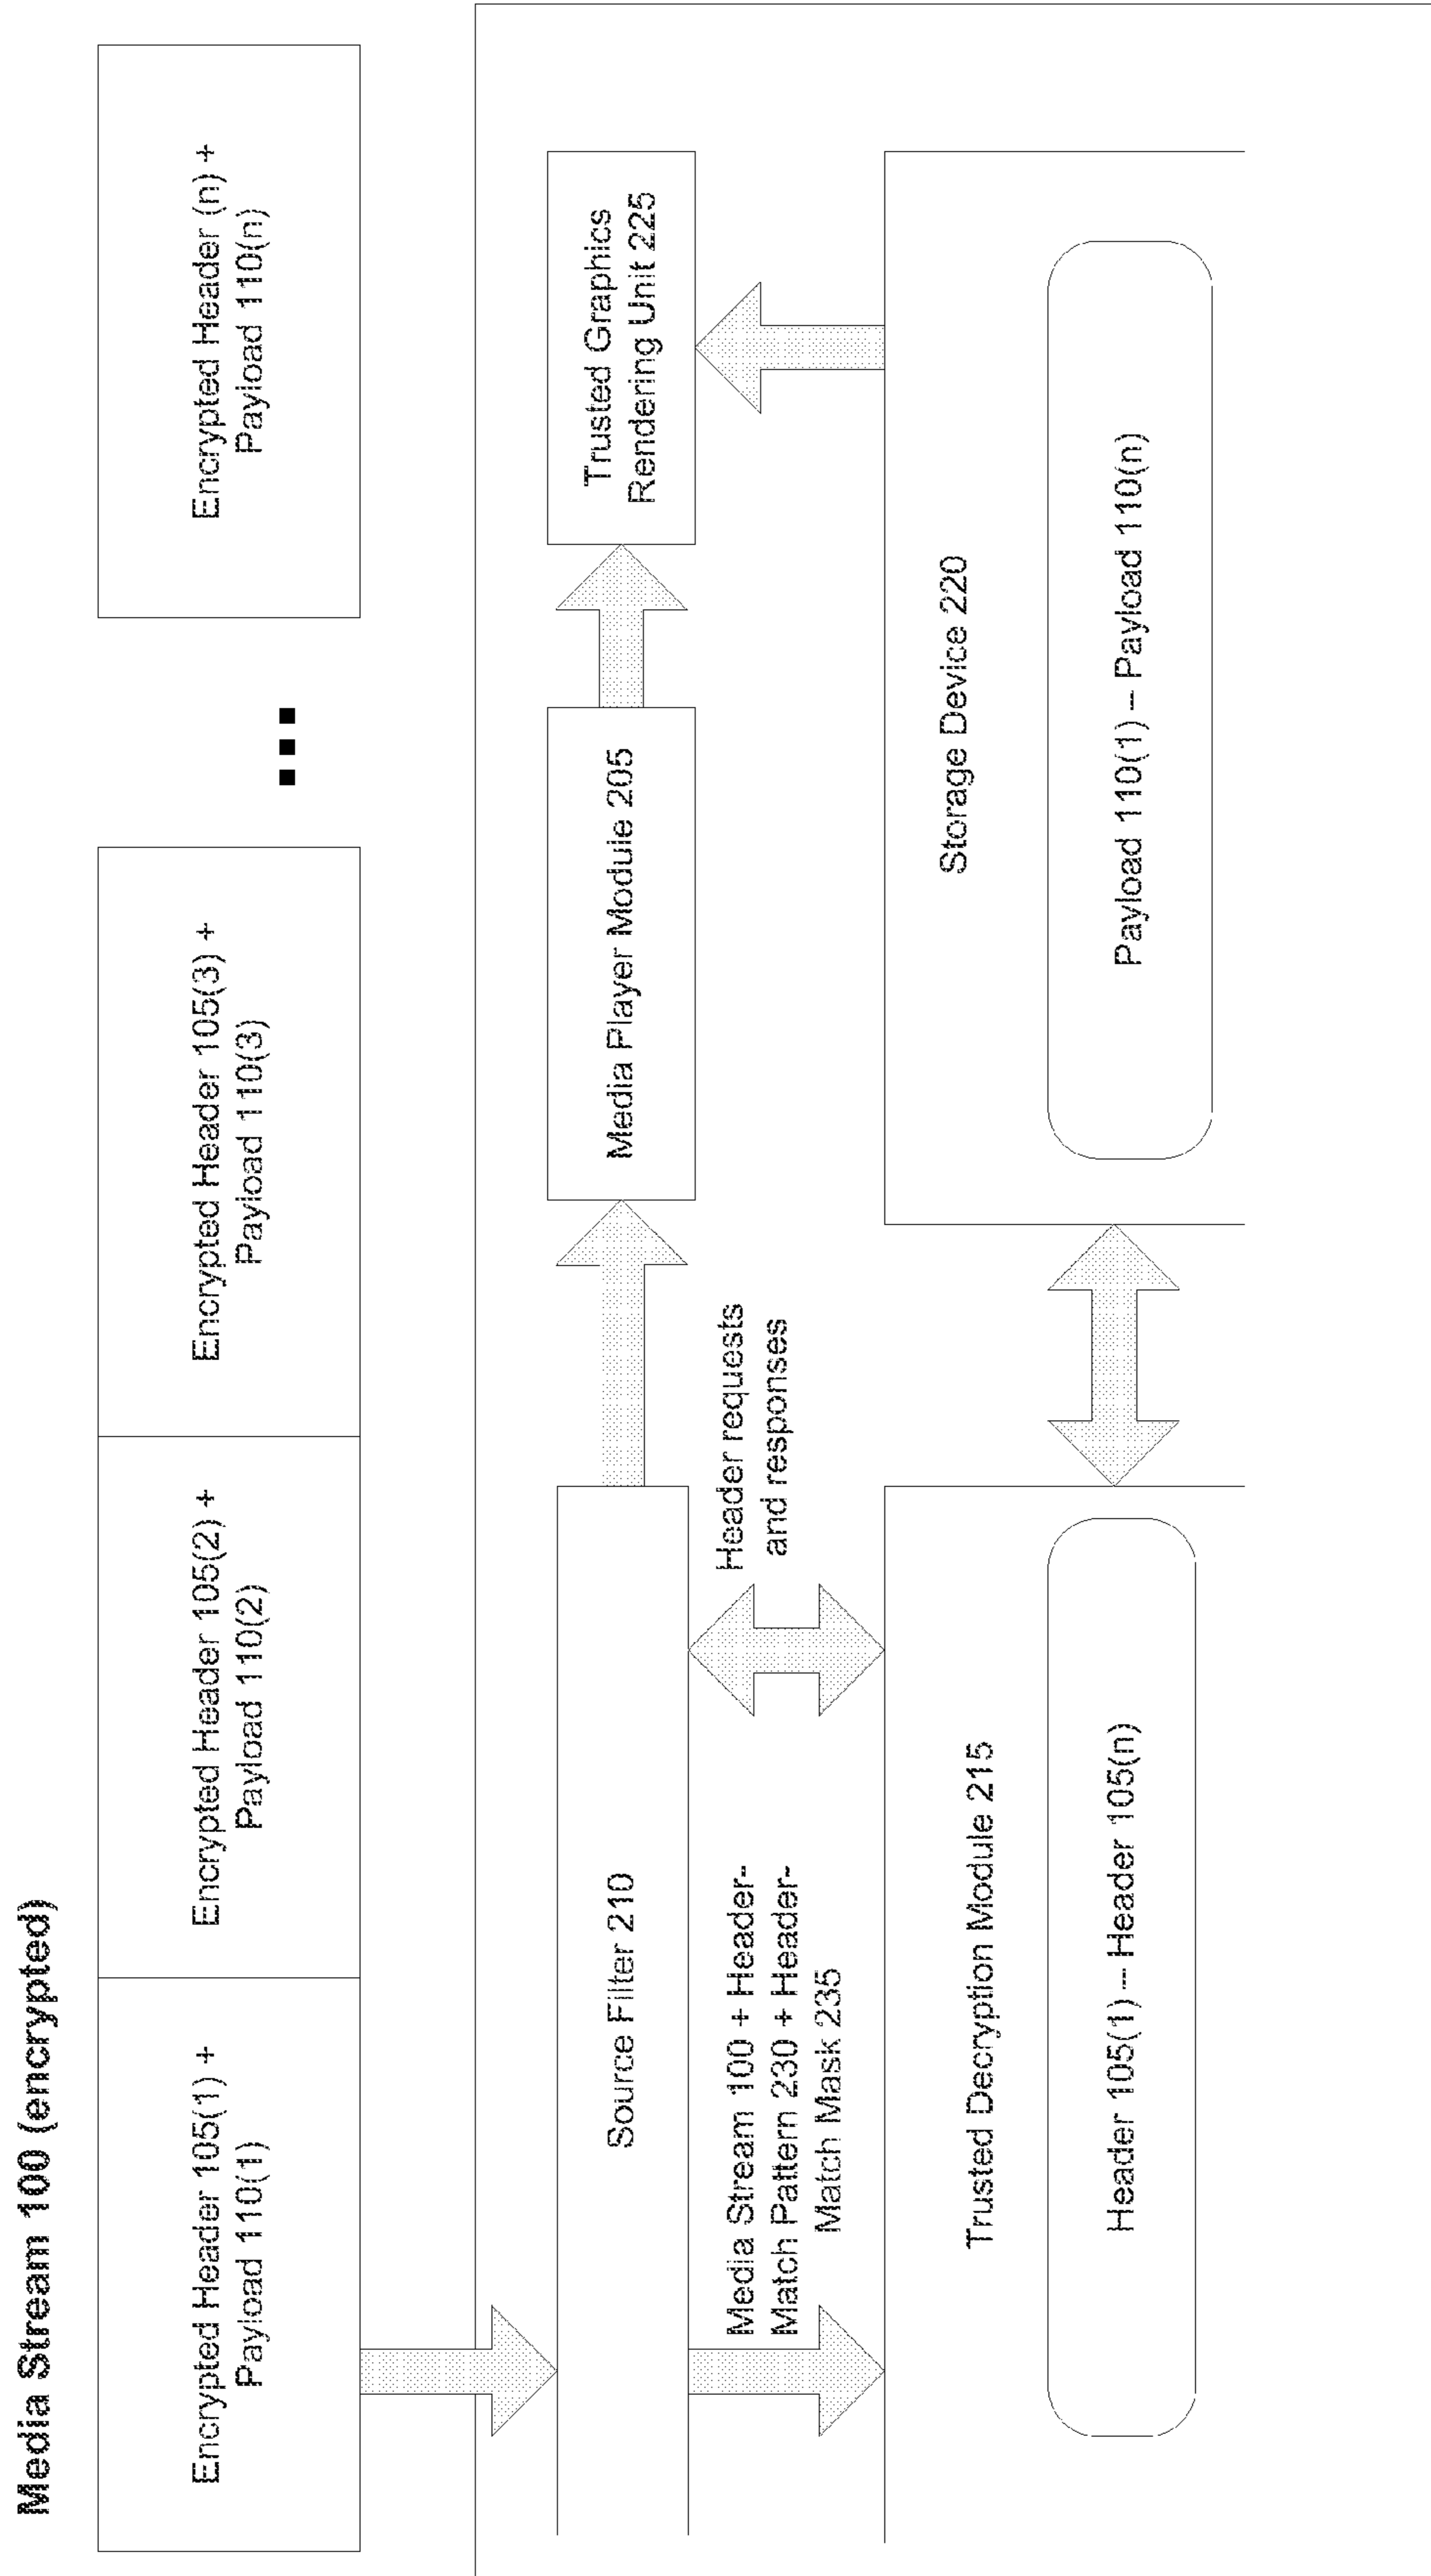 Media Stream 100 (encrypted)
Encrypted Header 105(1) +
Payload 110(1)
Encrypted Header 105(2) +
Payload 110(2)
Encrypted Header 105(3) +
Payload 110(3)
...
Encrypted Header (n) +
Payload 110(n)
Source Filter 210
Media Player Module 205
Trusted Graphics
Rendering Unit 225
Media Stream 100 + Header-
Match Pattern 230 + Header-
Match Mask 235
Header requests
and responses
Trusted Decryption Module 215
Header 105(1) -- Header 105(n)
Storage Device 220
Payload 110(1) -- Payload 110(n)